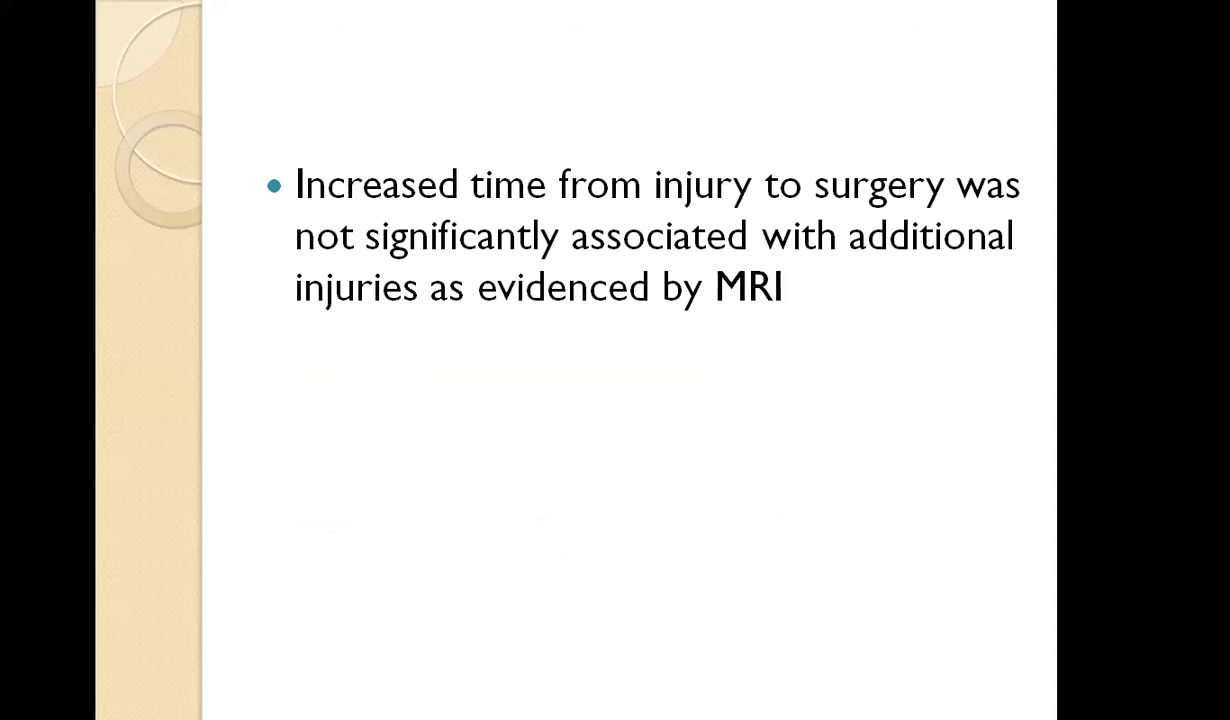 Increased time from injury to surgery was
not significantly associated with additional
injuries as evidenced by MRI